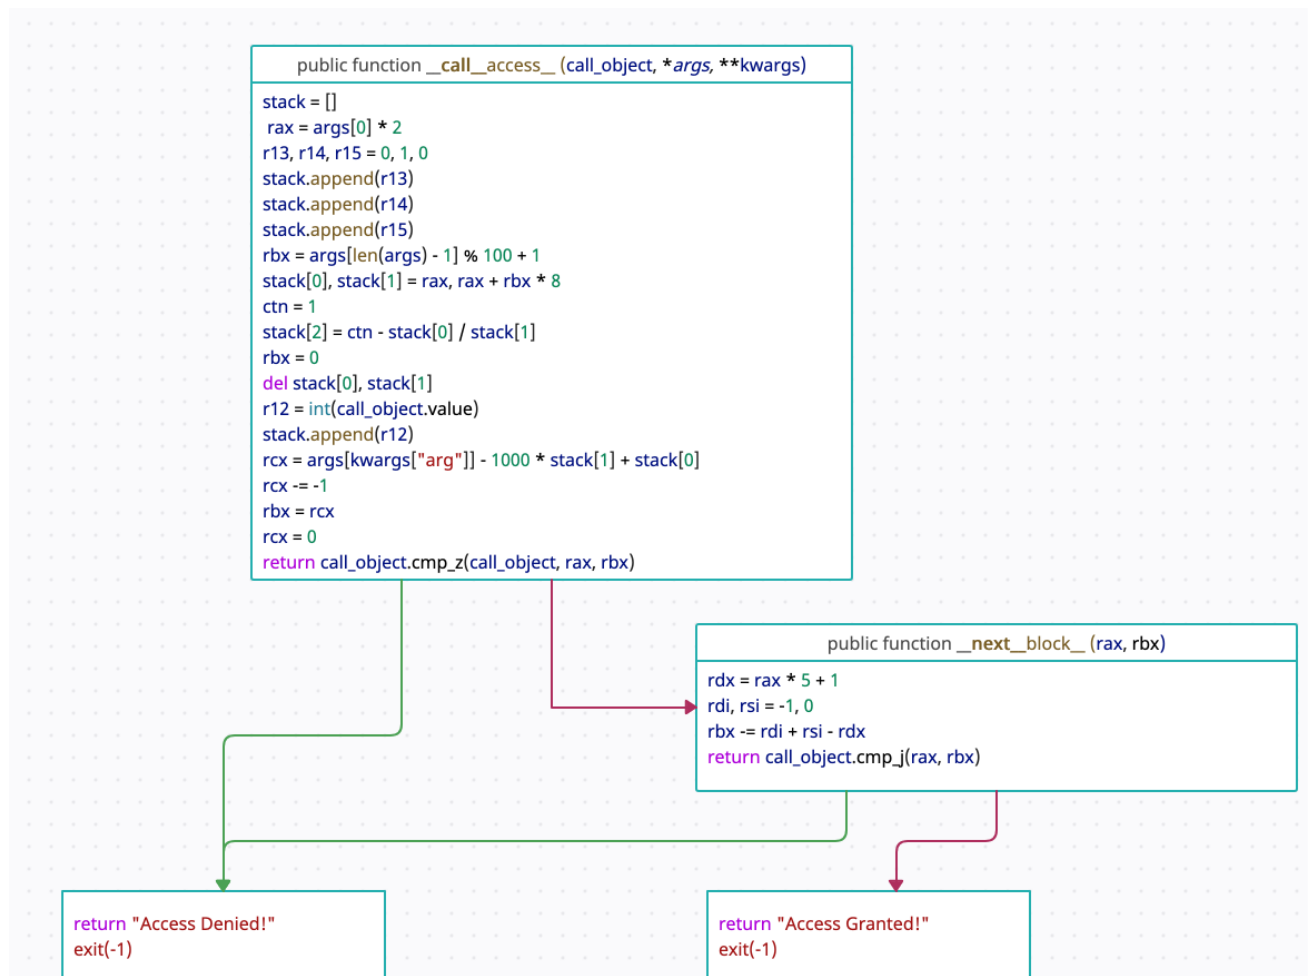 public function __call__access__ (call_object, *args, **kwargs)
stack = []
rax = args[0] * 2
r13, r14, r15 = 0, 1, 0
stack.append(r13)
stack.append(r14)
stack.append(r15)
rbx = args[len(args) - 1] % 100 + 1
stack[0], stack[1] = rax, rax + rbx * 8
ctn = 1
stack[2] = ctn - stack[0] / stack[1]
rbx = 0
del stack[0], stack[1]
r12 = int(call_object.value)
stack.append(r12)
rcx = args[kwargs["arg"]] - 1000 * stack[1] + stack[0]
rcx -= -1
rbx = rcx
rcx = 0
return call_object.cmp_z(call_object, rax, rbx)
public function __next__block__ (rax, rbx)
rdx = rax * 5 + 1
rdi, rsi = -1, 0
rbx -= rdi + rsi - rdx
return call_object.cmp_j(rax, rbx)
return "Access Denied!"
exit(-1)
return "Access Granted!"
exit(-1)